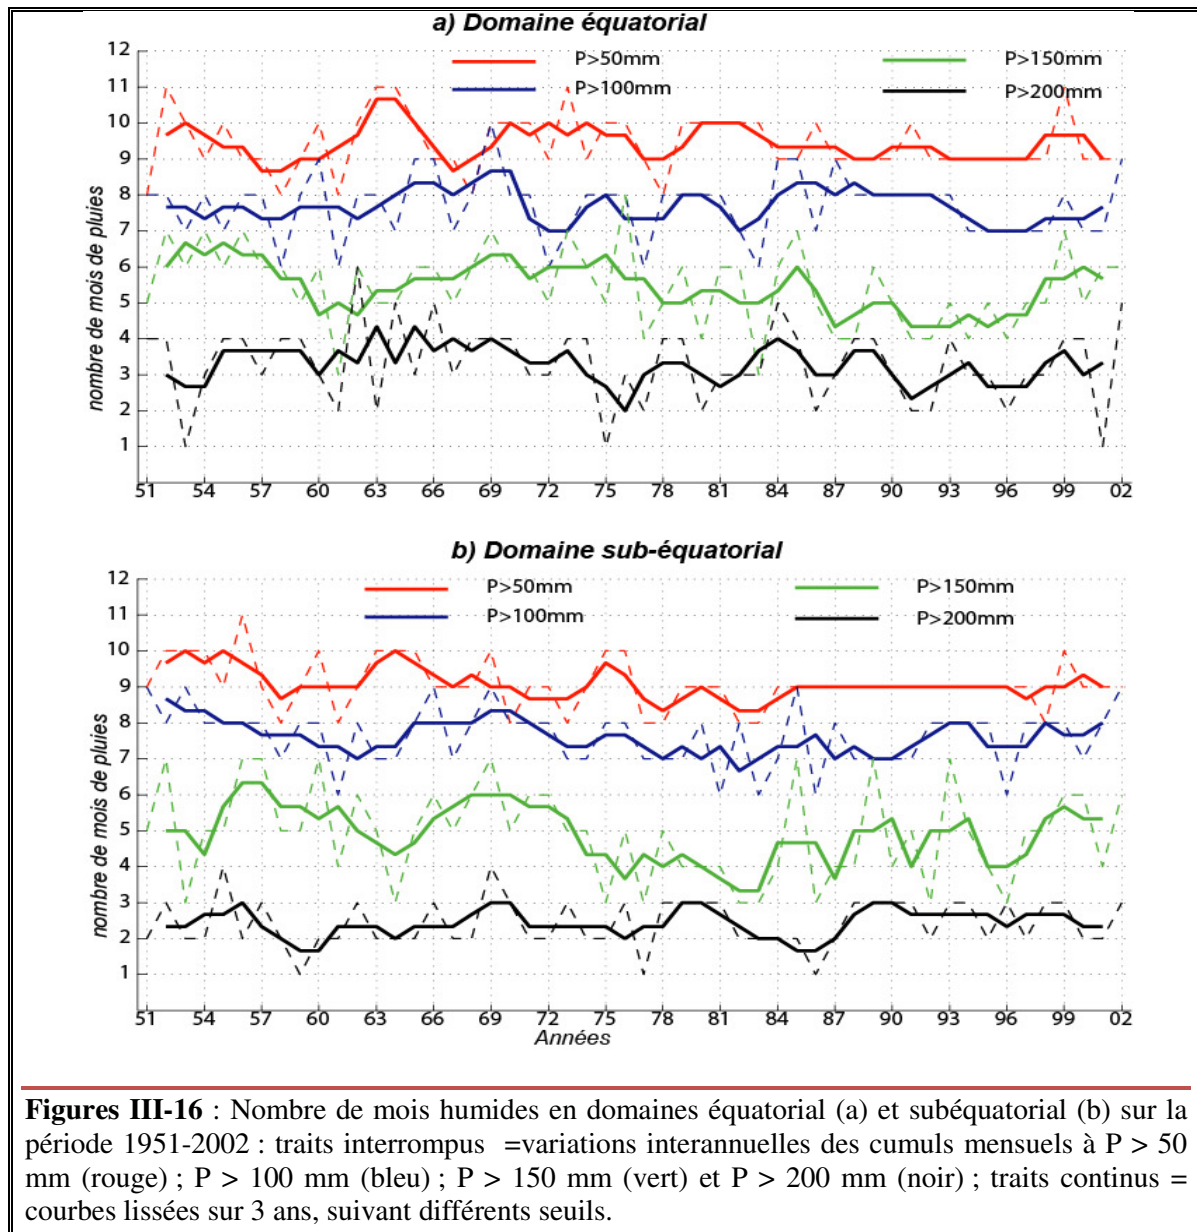 a) Domaine équatorial
P>50mm
P>150mm
P>100mm
P>200mm
nombre de mois de pluies
12
11
10
9
8
7
6
5
4
3
2
1
51 54 57 60 63 66 69 72 75 78 81 84 87 90 93 96 99 02
b) Domaine sub-équatorial
P>50mm
P>150mm
P>100mm
P>200mm
nombre de mois de pluies
12
11
10
9
8
7
6
5
4
3
2
1
51 54 57 60 63 66 69 72 75 78 81 84 87 90 93 96 99 02
Années
Figures III-16 : Nombre de mois humides en domaines équatorial (a) et subéquatorial (b) sur la
période 1951-2002 : traits interrompus =variations interannuelles des cumuls mensuels à P > 50
mm (rouge) ; P > 100 mm (bleu) ; P > 150 mm (vert) et P > 200 mm (noir) ; traits continus =
courbes lissées sur 3 ans, suivant différents seuils.